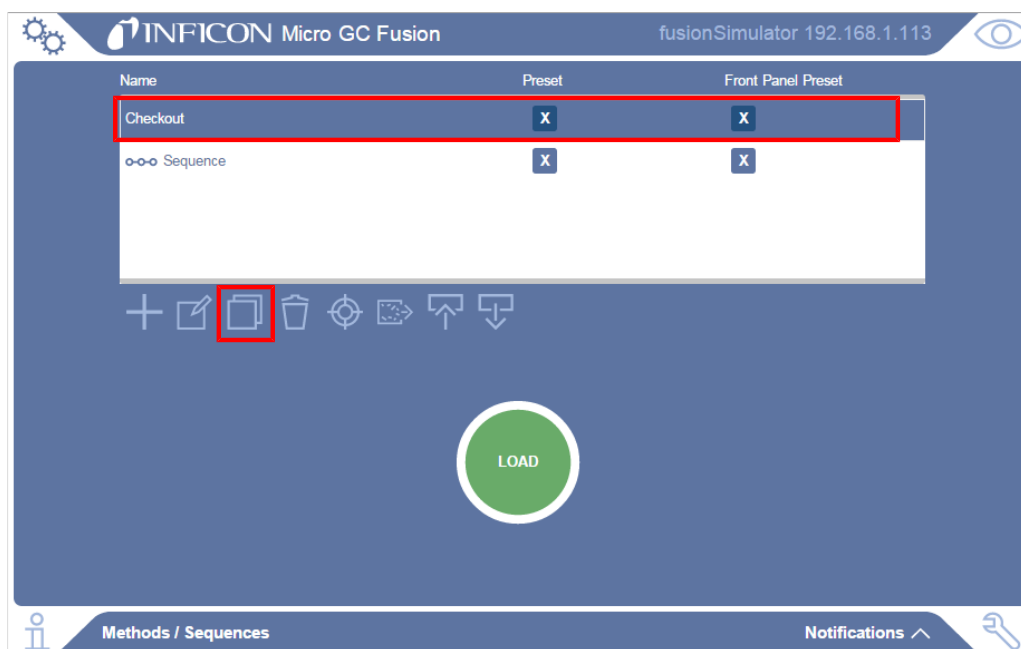 INFICON Micro GC Fusion fusionSimulator 192.168.1.113
Name Preset Front Panel Preset
Checkout X X
Sequence X X
LOAD
Methods / Sequences Notifications